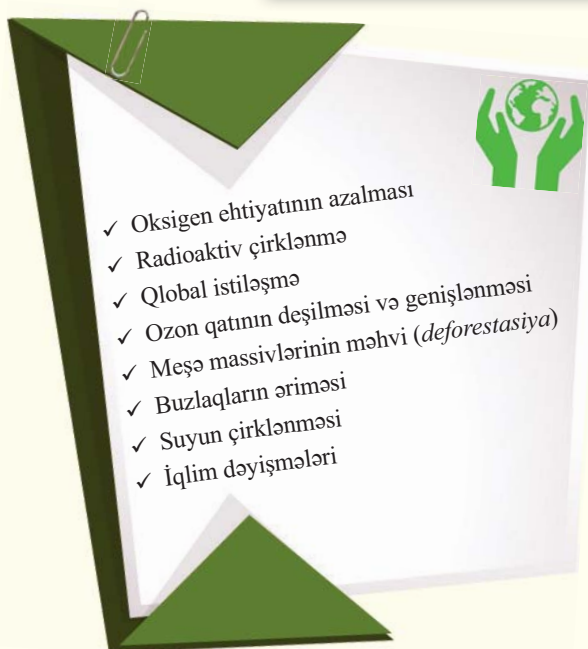 ✓ Oksigen ehtiyatının azalması
✓ Radioaktiv çirklənmə
✓ Qlobal istiləşmə
✓ Ozon qatının deşilməsi və genişlənməsi
✓ Meşə massivlərinin məhvi (deforestasiya)
✓ Buzlaqların əriməsi
✓ Suyun çirklənməsi
✓ İqlim dəyişmələri